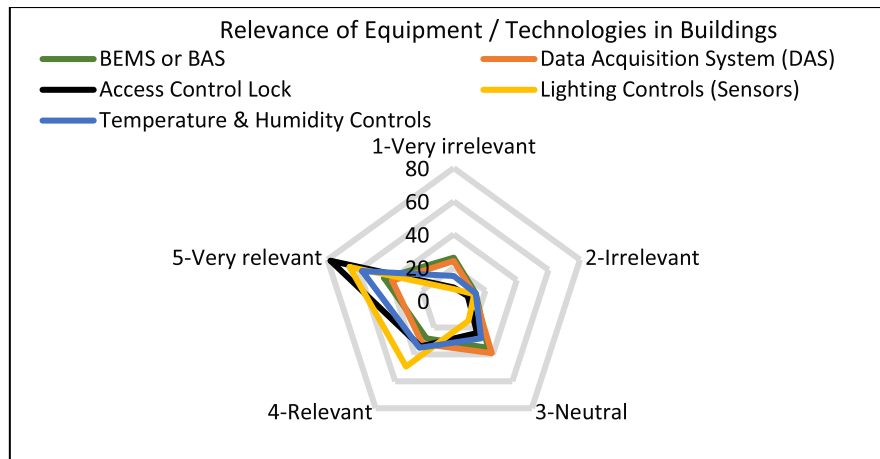 Relevance of Equipment / Technologies in Buildings
BEMS or BAS
Data Acquisition System (DAS)
Access Control Lock
Lighting Controls (Sensors)
Temperature & Humidity Controls
1-Very irrelevant
80
60
40
20
0
5-Very relevant
2-Irrelevant
4-Relevant
3-Neutral